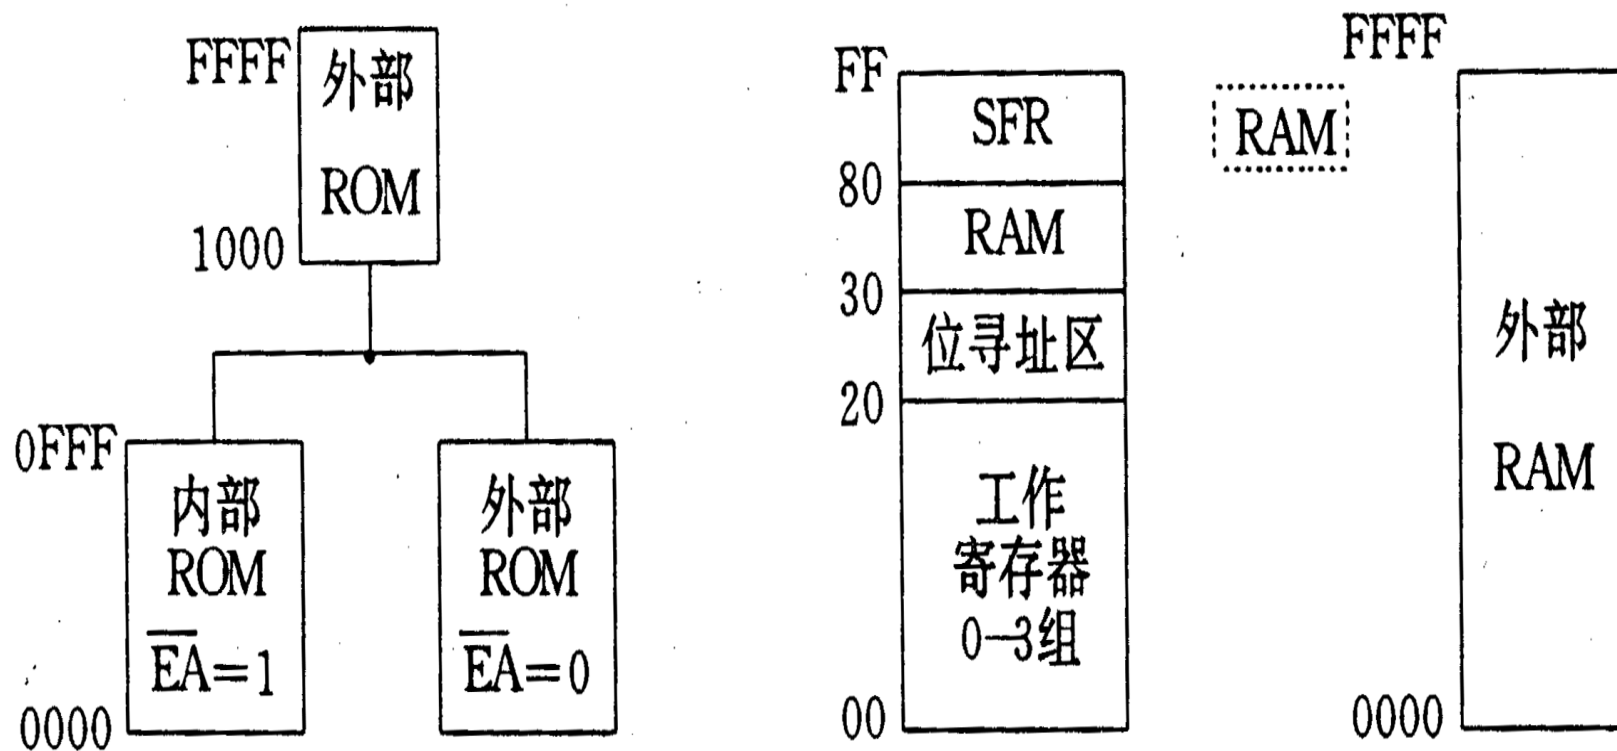 FFFF
外部
ROM
1000
0FFF
内部
ROM
EA=1
0000
外部
ROM
EA=0
FF
SFR
80
RAM
30
位寻址区
20
工作
寄存器
0—3组
00
RAM
FFFF
外部
RAM
0000